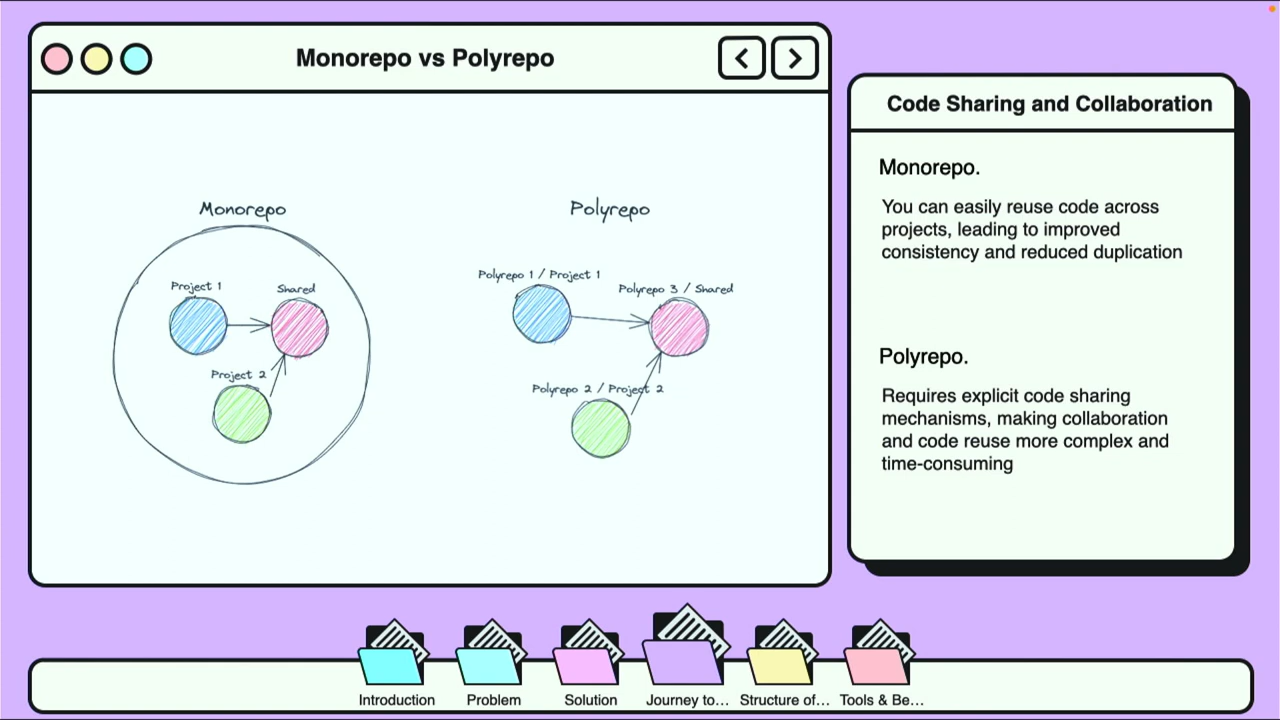 Monorepo vs Polyrepo
Monorepo
Project 1
Shared
Project 2
Polyrepo
Polyrepo 1 / Project 1
Polyrepo 3 / Shared
Polyrepo 2 / Project 2
Code Sharing and Collaboration
Monorepo.
You can easily reuse code across
projects, leading to improved
consistency and reduced duplication
Polyrepo.
Requires explicit code sharing
mechanisms, making collaboration
and code reuse more complex and
time-consuming
Introduction
Problem
Solution
Journey to...
Structure of...
Tools & Be...